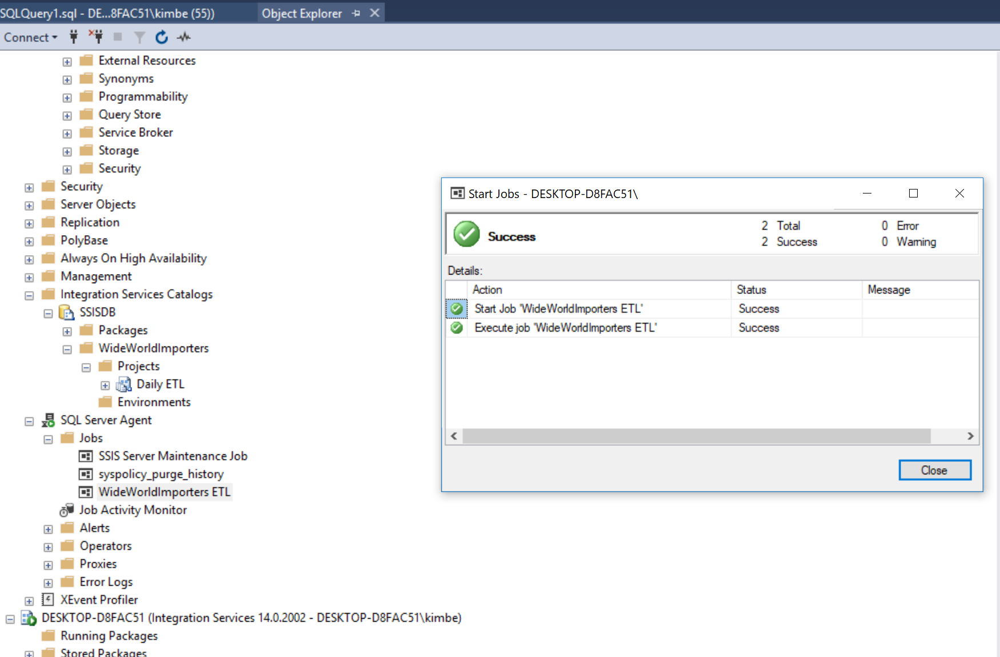 SQLQuery1.sql - DE...8FAC51\kimbe (55))
Object Explorer
Connect
External Resources
Synonyms
Programmability
Query Store
Service Broker
Storage
Security
Security
Server Objects
Replication
PolyBase
Always On High Availability
Management
Integration Services Catalogs
SSISDB
Packages
WideWorldImporters
Projects
Daily ETL
Environments
SQL Server Agent
Jobs
SSIS Server Maintenance Job
syspolicy_purge_history
WideWorldImporters ETL
Job Activity Monitor
Alerts
Operators
Proxies
Error Logs
XEvent Profiler
DESKTOP-D8FAC51 (Integration Services 14.0.2002 - DESKTOP-D8FAC51\kimbe)
Running Packages
Stored Packages
Start Jobs - DESKTOP-D8FAC51\
Success
2 Total 0 Error
2 Success 0 Warning
Details:
Action Status Message
Start Job 'WideWorldImporters ETL' Success
Execute job 'WideWorldImporters ETL' Success
Close